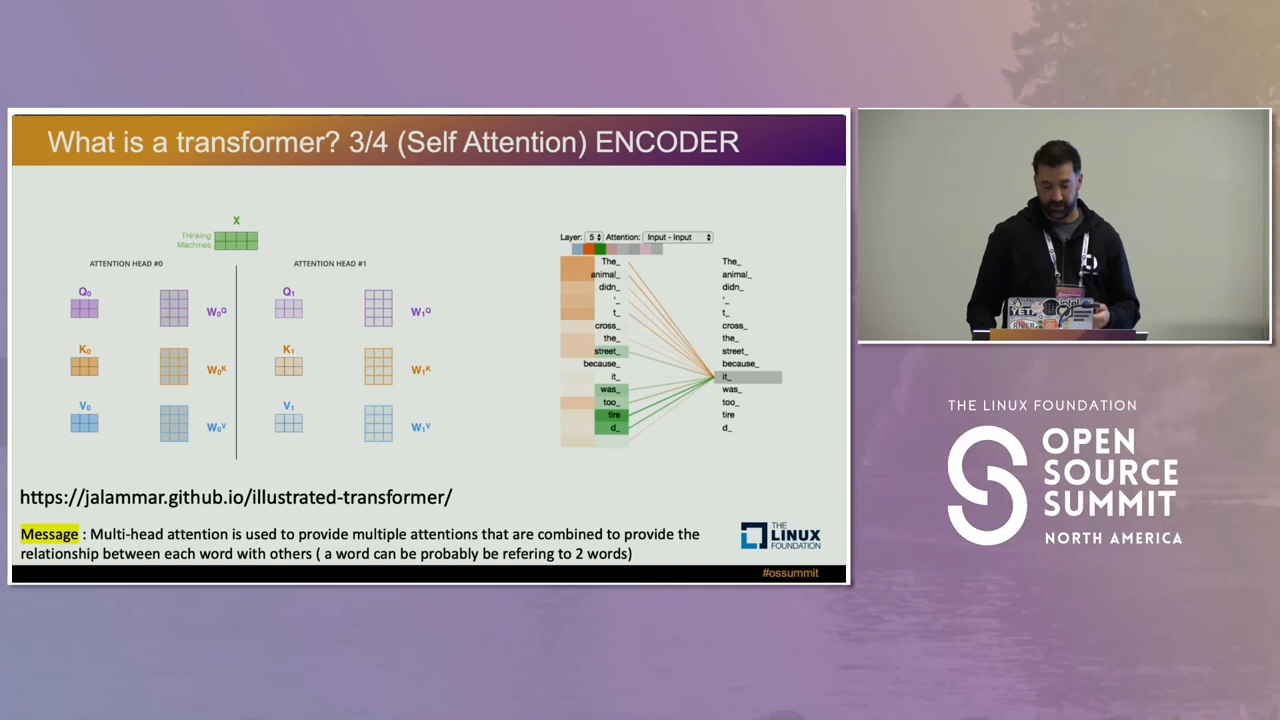 What is a transformer? 3/4 (Self Attention) ENCODER
X
Thinking
Machines
ATTENTION HEAD #0
ATTENTION HEAD #1
Q0
W0Q
Q1
W1Q
K0
W0K
K1
W1K
V0
W0V
V1
W1V
Layer: 5 Attention: Input - Input
The_ The_
animal_ animal_
didn_ didn_
'_ '_
t_ t_
cross_ cross_
the_ the_
street_ street_
because_ because_
it_ it_
was_ was_
too_ too_
tire tire
d_ d_
https://jalammar.github.io/illustrated-transformer/
Message : Multi-head attention is used to provide multiple attentions that are combined to provide the
relationship between each word with others ( a word can be probably be refering to 2 words)
THE
LINUX
FOUNDATION
#ossummit
YET.
intel
THE LINUX FOUNDATION
OPEN
SOURCE
SUMMIT
NORTH AMERICA